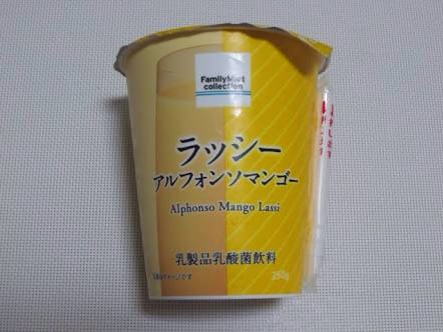 FamilyMart
collection
ラッシー
アルフォンソマンゴー
Alphonso Mango Lassi
乳製品乳酸菌飲料